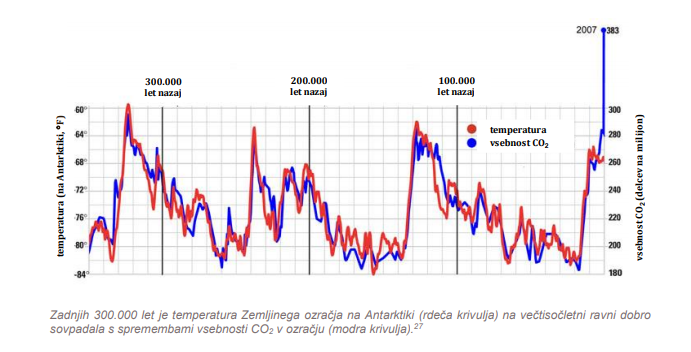 2007 383
300.000
let nazaj
200.000
let nazaj
100.000
let nazaj
temperatura (na Antarktiki, °F)
60°
64°
68°
72°
76°
80°
-84°
temperatura
vsebnost CO₂
300
280
260
240
220
200
180
vsebnost CO₂ (delcev na milijon)
Zadnjih 300.000 let je temperatura Zemljinega ozračja na Antarktiki (rdeča krivulja) na večtisočletni ravni dobro
sovpadala s spremembami vsebnosti CO₂ v ozračju (modra krivulja).²⁷